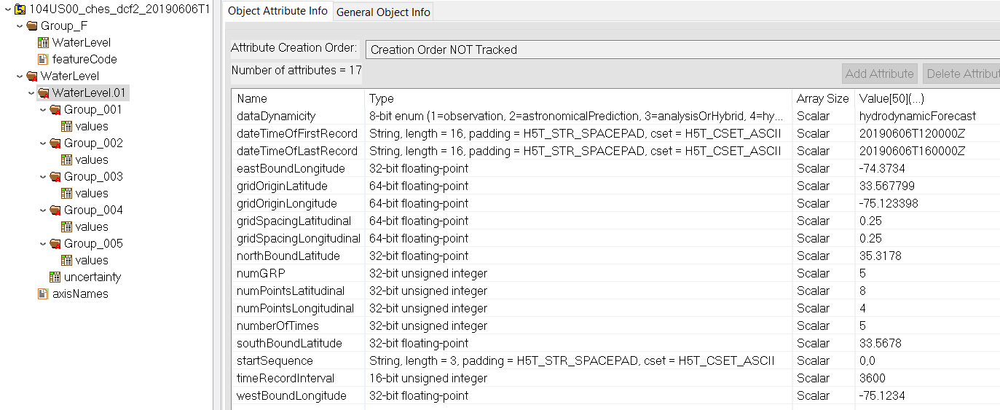 104US00_ches_dcf2_20190606T1
Group_F
WaterLevel
featureCode
WaterLevel
WaterLevel.01
Group_001
values
Group_002
values
Group_003
values
Group_004
values
Group_005
values
uncertainty
axisNames
Object Attribute Info General Object Info
Attribute Creation Order: Creation Order NOT Tracked
Number of attributes = 17 Add Attribute Delete Attribut
Name Type Array Size Value[50](...)
dataDynamicity 8-bit enum (1=observation, 2=astronomicalPrediction, 3=analysisOrHybrid, 4=hy... Scalar hydrodynamicForecast
dateTimeOfFirstRecord String, length = 16, padding = H5T_STR_SPACEPAD, cset = H5T_CSET_ASCII Scalar 20190606T120000Z
dateTimeOfLastRecord String, length = 16, padding = H5T_STR_SPACEPAD, cset = H5T_CSET_ASCII Scalar 20190606T160000Z
eastBoundLongitude 32-bit floating-point Scalar -74.3734
gridOriginLatitude 64-bit floating-point Scalar 33.567799
gridOriginLongitude 64-bit floating-point Scalar -75.123398
gridSpacingLatitudinal 64-bit floating-point Scalar 0.25
gridSpacingLongitudinal 64-bit floating-point Scalar 0.25
northBoundLatitude 32-bit floating-point Scalar 35.3178
numGRP 32-bit unsigned integer Scalar 5
numPointsLatitudinal 32-bit unsigned integer Scalar 8
numPointsLongitudinal 32-bit unsigned integer Scalar 4
numberOfTimes 32-bit unsigned integer Scalar 5
southBoundLatitude 32-bit floating-point Scalar 33.5678
startSequence String, length = 3, padding = H5T_STR_SPACEPAD, cset = H5T_CSET_ASCII Scalar 0,0
timeRecordInterval 16-bit unsigned integer Scalar 3600
westBoundLongitude 32-bit floating-point Scalar -75.1234